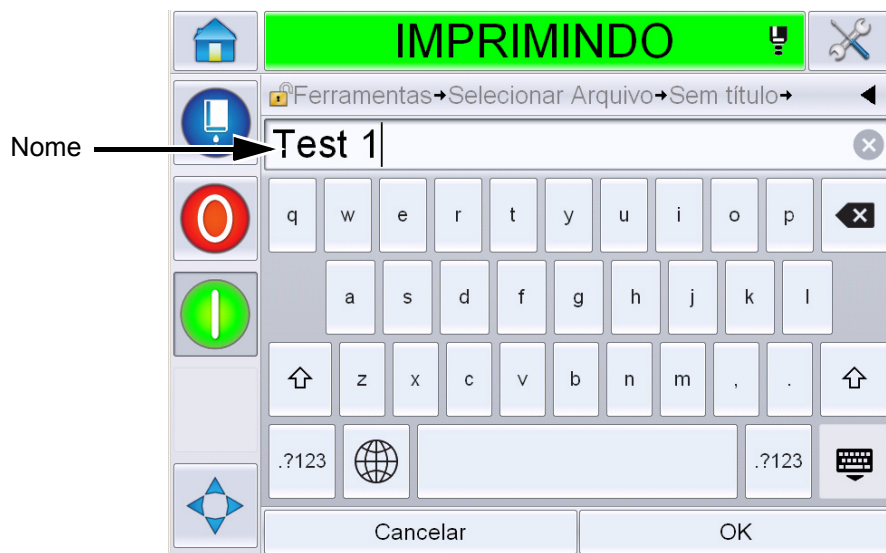 IMPRIMINDO
Ferramentas→Selecionar Arquivo→Sem título→
Nome
Test 1
q w e r t y u i o p
a s d f g h j k l
z x c v b n m , .
.?123 .?123
Cancelar OK